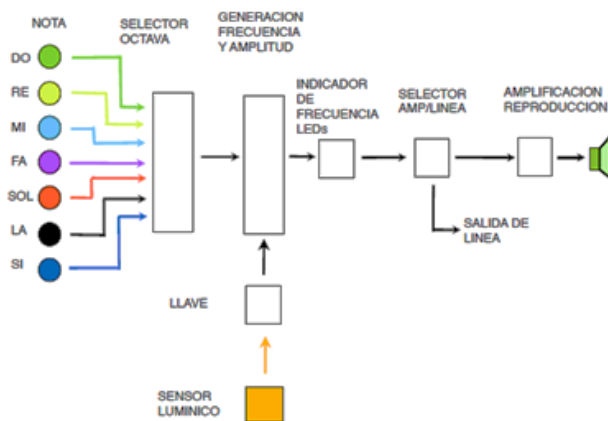 NOTA
SELECTOR
OCTAVA
GENERACION
FRECUENCIA
Y AMPLITUD
DO
RE
MI
FA
SOL
LA
SI
INDICADOR
DE
FRECUENCIA
LEDs
SELECTOR
AMP/LINEA
AMPLIFICACION
REPRODUCCION
SALIDA DE
LINEA
LLAVE
SENSOR
LUMINICO